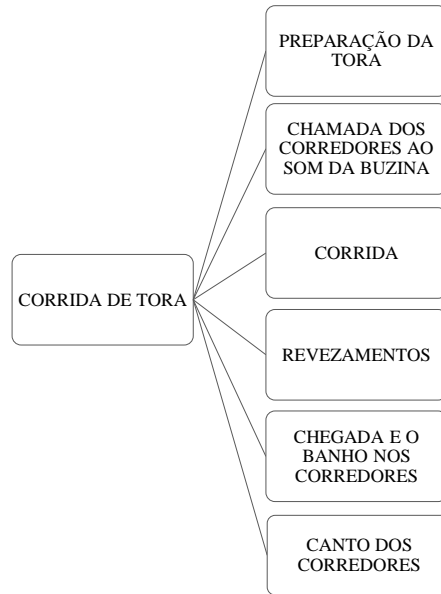 PREPARAÇÃO DA
TORA
CHAMADA DOS
CORREDORES AO
SOM DA BUZINA
CORRIDA
CORRIDA DE TORA
REVEZAMENTOS
CHEGADA E O
BANHO NOS
CORREDORES
CANTO DOS
CORREDORES